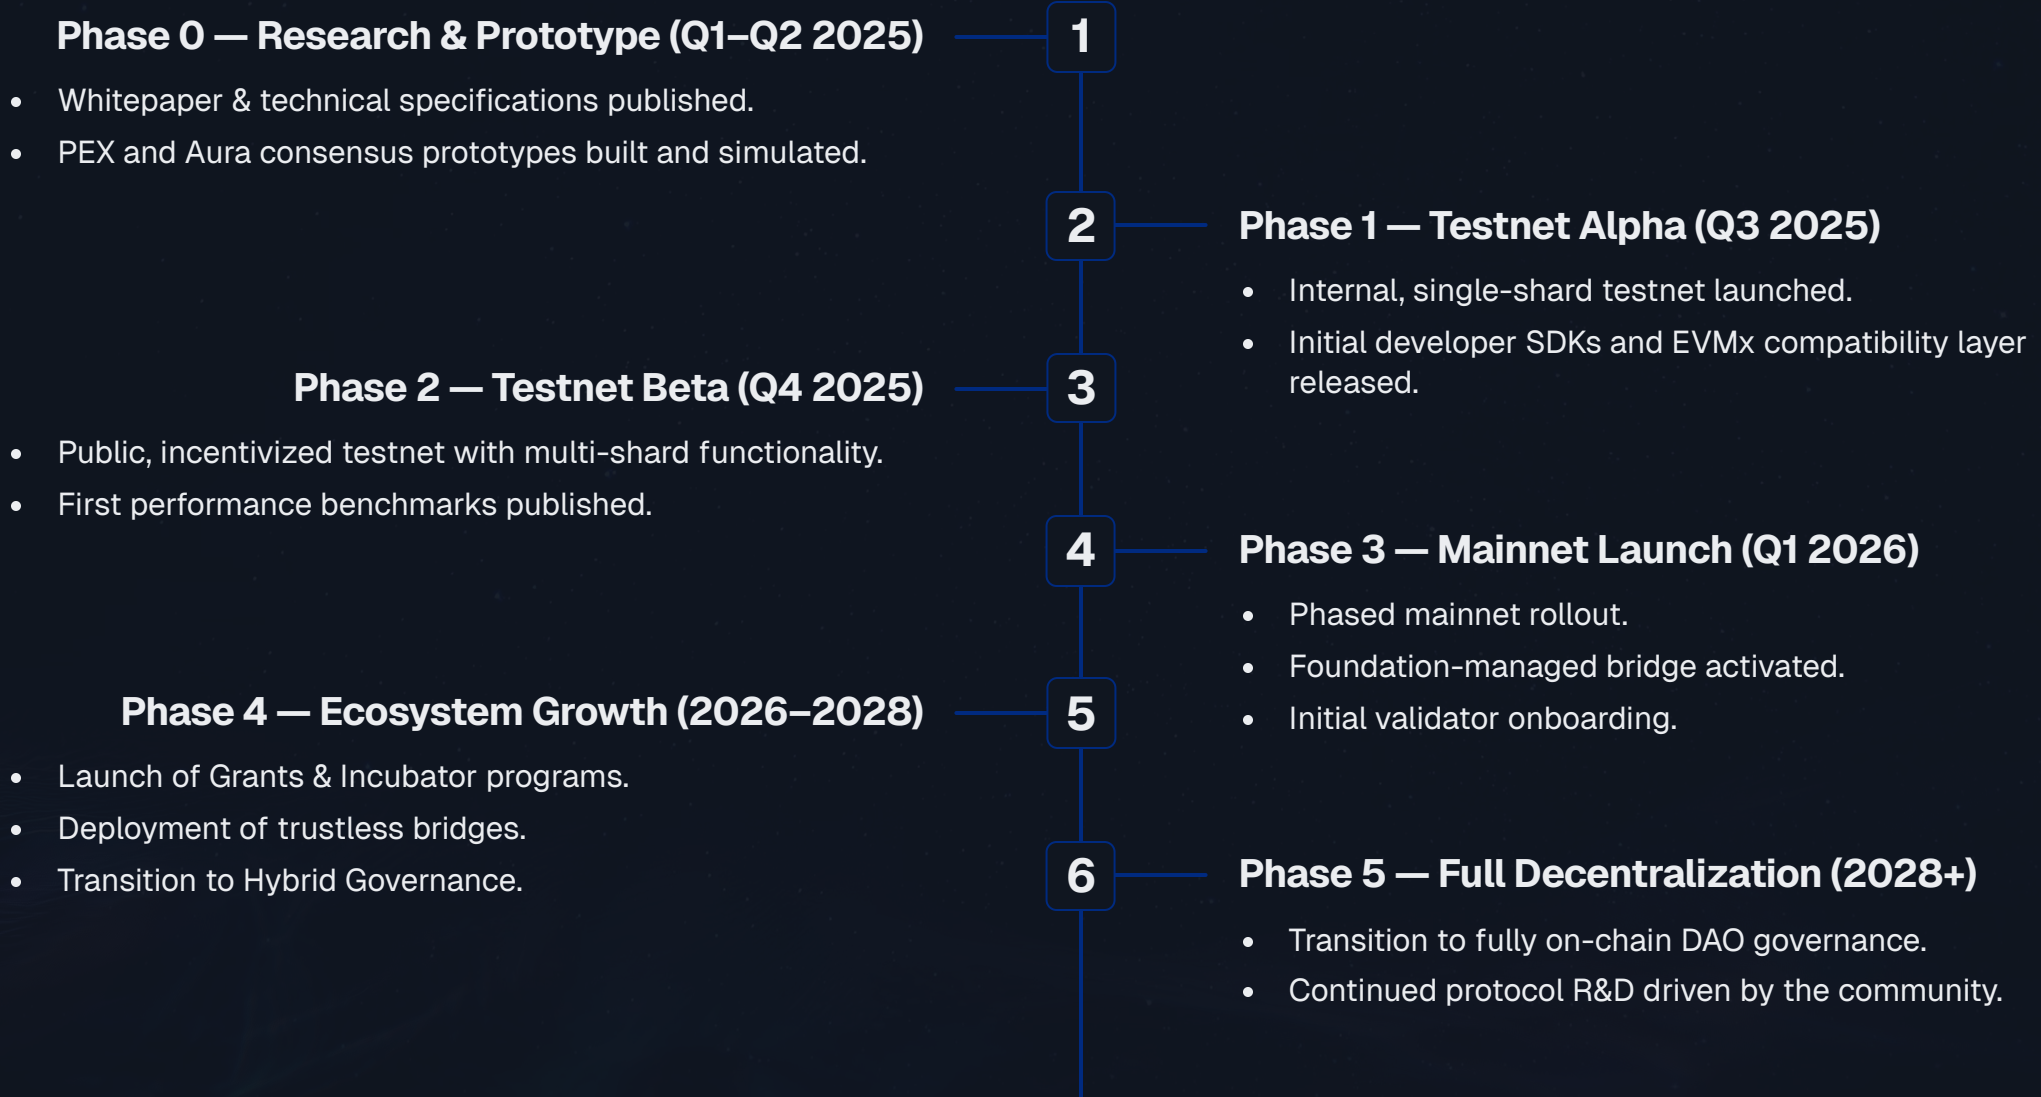 Phase 0 — Research & Prototype (Q1–Q2 2025)
1
• Whitepaper & technical specifications published.
• PEX and Aura consensus prototypes built and simulated.
2
Phase 1 — Testnet Alpha (Q3 2025)
• Internal, single-shard testnet launched.
• Initial developer SDKs and EVMx compatibility layer
released.
Phase 2 — Testnet Beta (Q4 2025)
3
• Public, incentivized testnet with multi-shard functionality.
• First performance benchmarks published.
4
Phase 3 — Mainnet Launch (Q1 2026)
• Phased mainnet rollout.
• Foundation-managed bridge activated.
• Initial validator onboarding.
Phase 4 — Ecosystem Growth (2026–2028)
5
• Launch of Grants & Incubator programs.
• Deployment of trustless bridges.
• Transition to Hybrid Governance.
6
Phase 5 — Full Decentralization (2028+)
• Transition to fully on-chain DAO governance.
• Continued protocol R&D driven by the community.